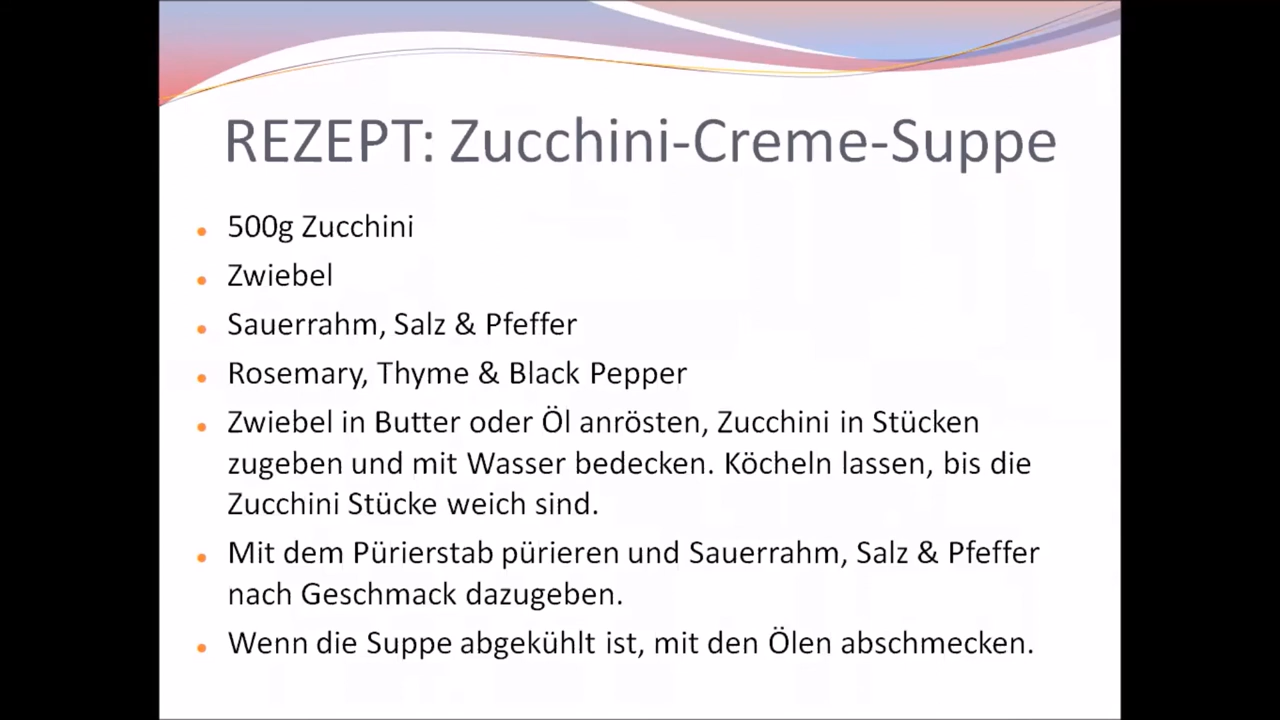 REZEPT: Zucchini-Creme-Suppe
• 500g Zucchini
• Zwiebel
• Sauerrahm, Salz & Pfeffer
• Rosemary, Thyme & Black Pepper
• Zwiebel in Butter oder Öl anrösten, Zucchini in Stücken
zugeben und mit Wasser bedecken. Köcheln lassen, bis die
Zucchini Stücke weich sind.
• Mit dem Pürierstab pürieren und Sauerrahm, Salz & Pfeffer
nach Geschmack dazugeben.
• Wenn die Suppe abgekühlt ist, mit den Ölen abschmecken.